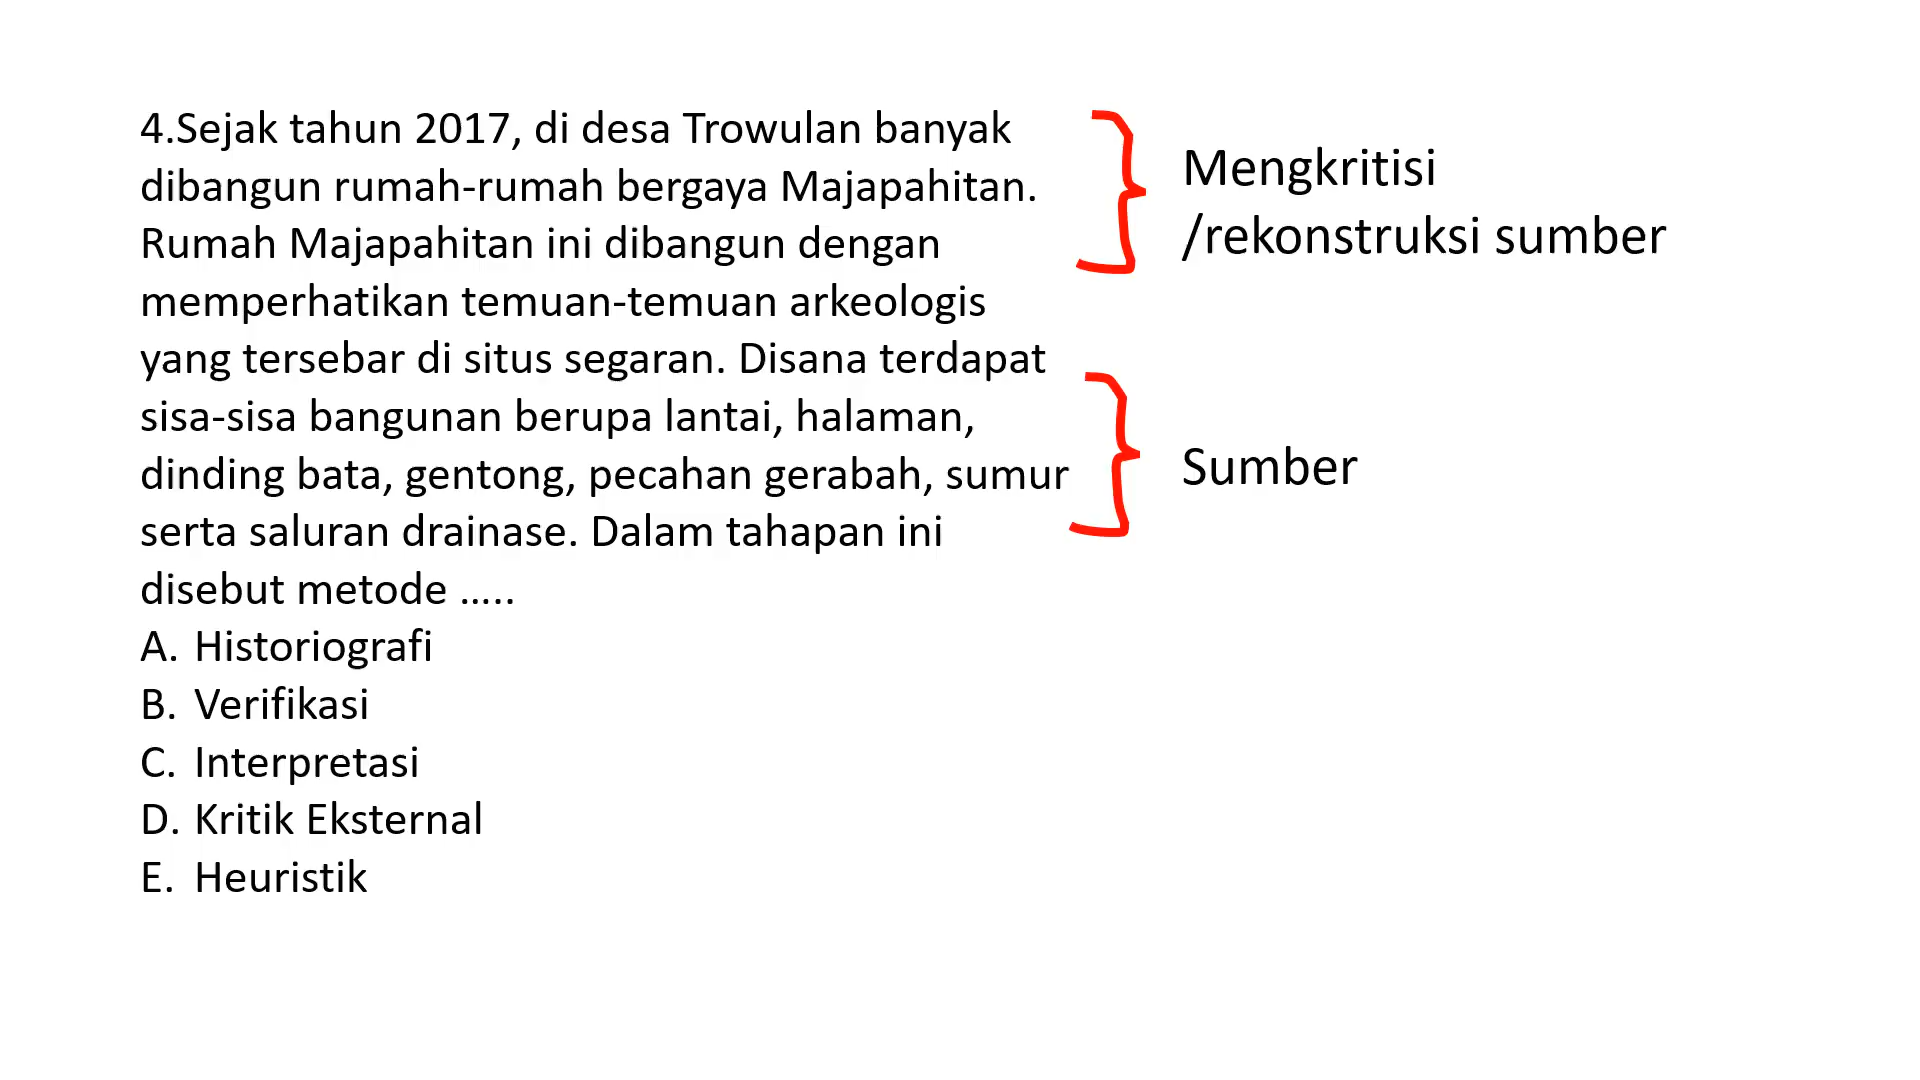 4.Sejak tahun 2017, di desa Trowulan banyak
dibangun rumah-rumah bergaya Majapahitan.
Rumah Majapahitan ini dibangun dengan
memperhatikan temuan-temuan arkeologis
yang tersebar di situs segaran. Disana terdapat
sisa-sisa bangunan berupa lantai, halaman,
dinding bata, gentong, pecahan gerabah, sumur
serta saluran drainase. Dalam tahapan ini
disebut metode .....
A. Historiografi
B. Verifikasi
C. Interpretasi
D. Kritik Eksternal
E. Heuristik
Mengkritisi
/rekonstruksi sumber
Sumber